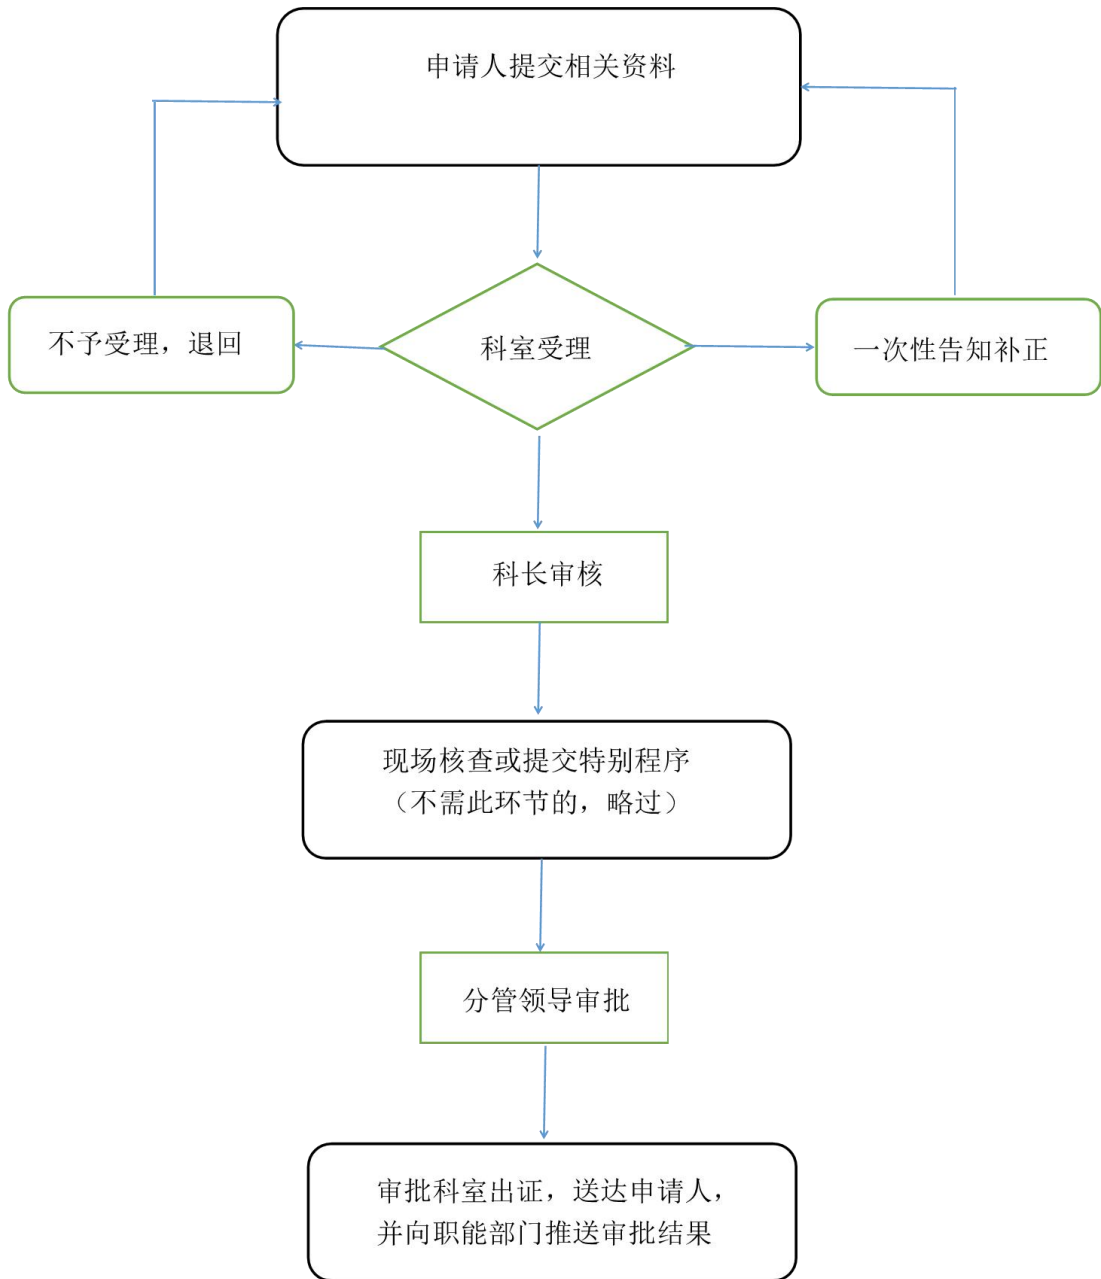 申请人提交相关资料
不予受理，退回
科室受理
一次性告知补正
科长审核
现场核查或提交特别程序
（不需此环节的，略过）
分管领导审批
审批科室出证，送达申请人，
并向职能部门推送审批结果